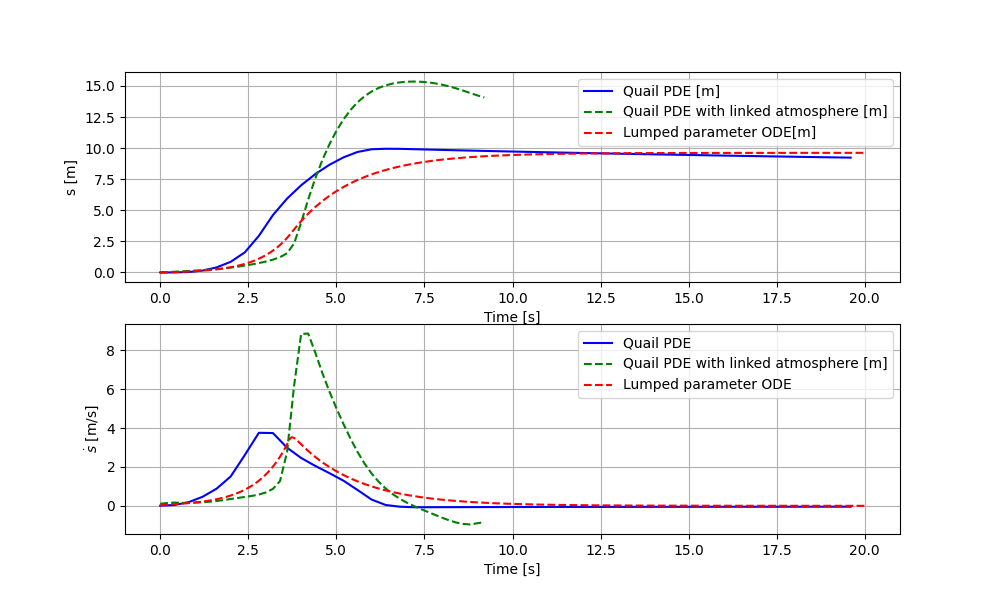 15.0
12.5
10.0
7.5
5.0
2.5
0.0
s [m]
Quail PDE [m]
Quail PDE with linked atmosphere [m]
Lumped parameter ODE[m]
0.0 2.5 5.0 7.5 10.0 12.5 15.0 17.5 20.0
Time [s]
8
6
4
2
0
ṡ [m/s]
Quail PDE
Quail PDE with linked atmosphere [m]
Lumped parameter ODE
0.0 2.5 5.0 7.5 10.0 12.5 15.0 17.5 20.0
Time [s]